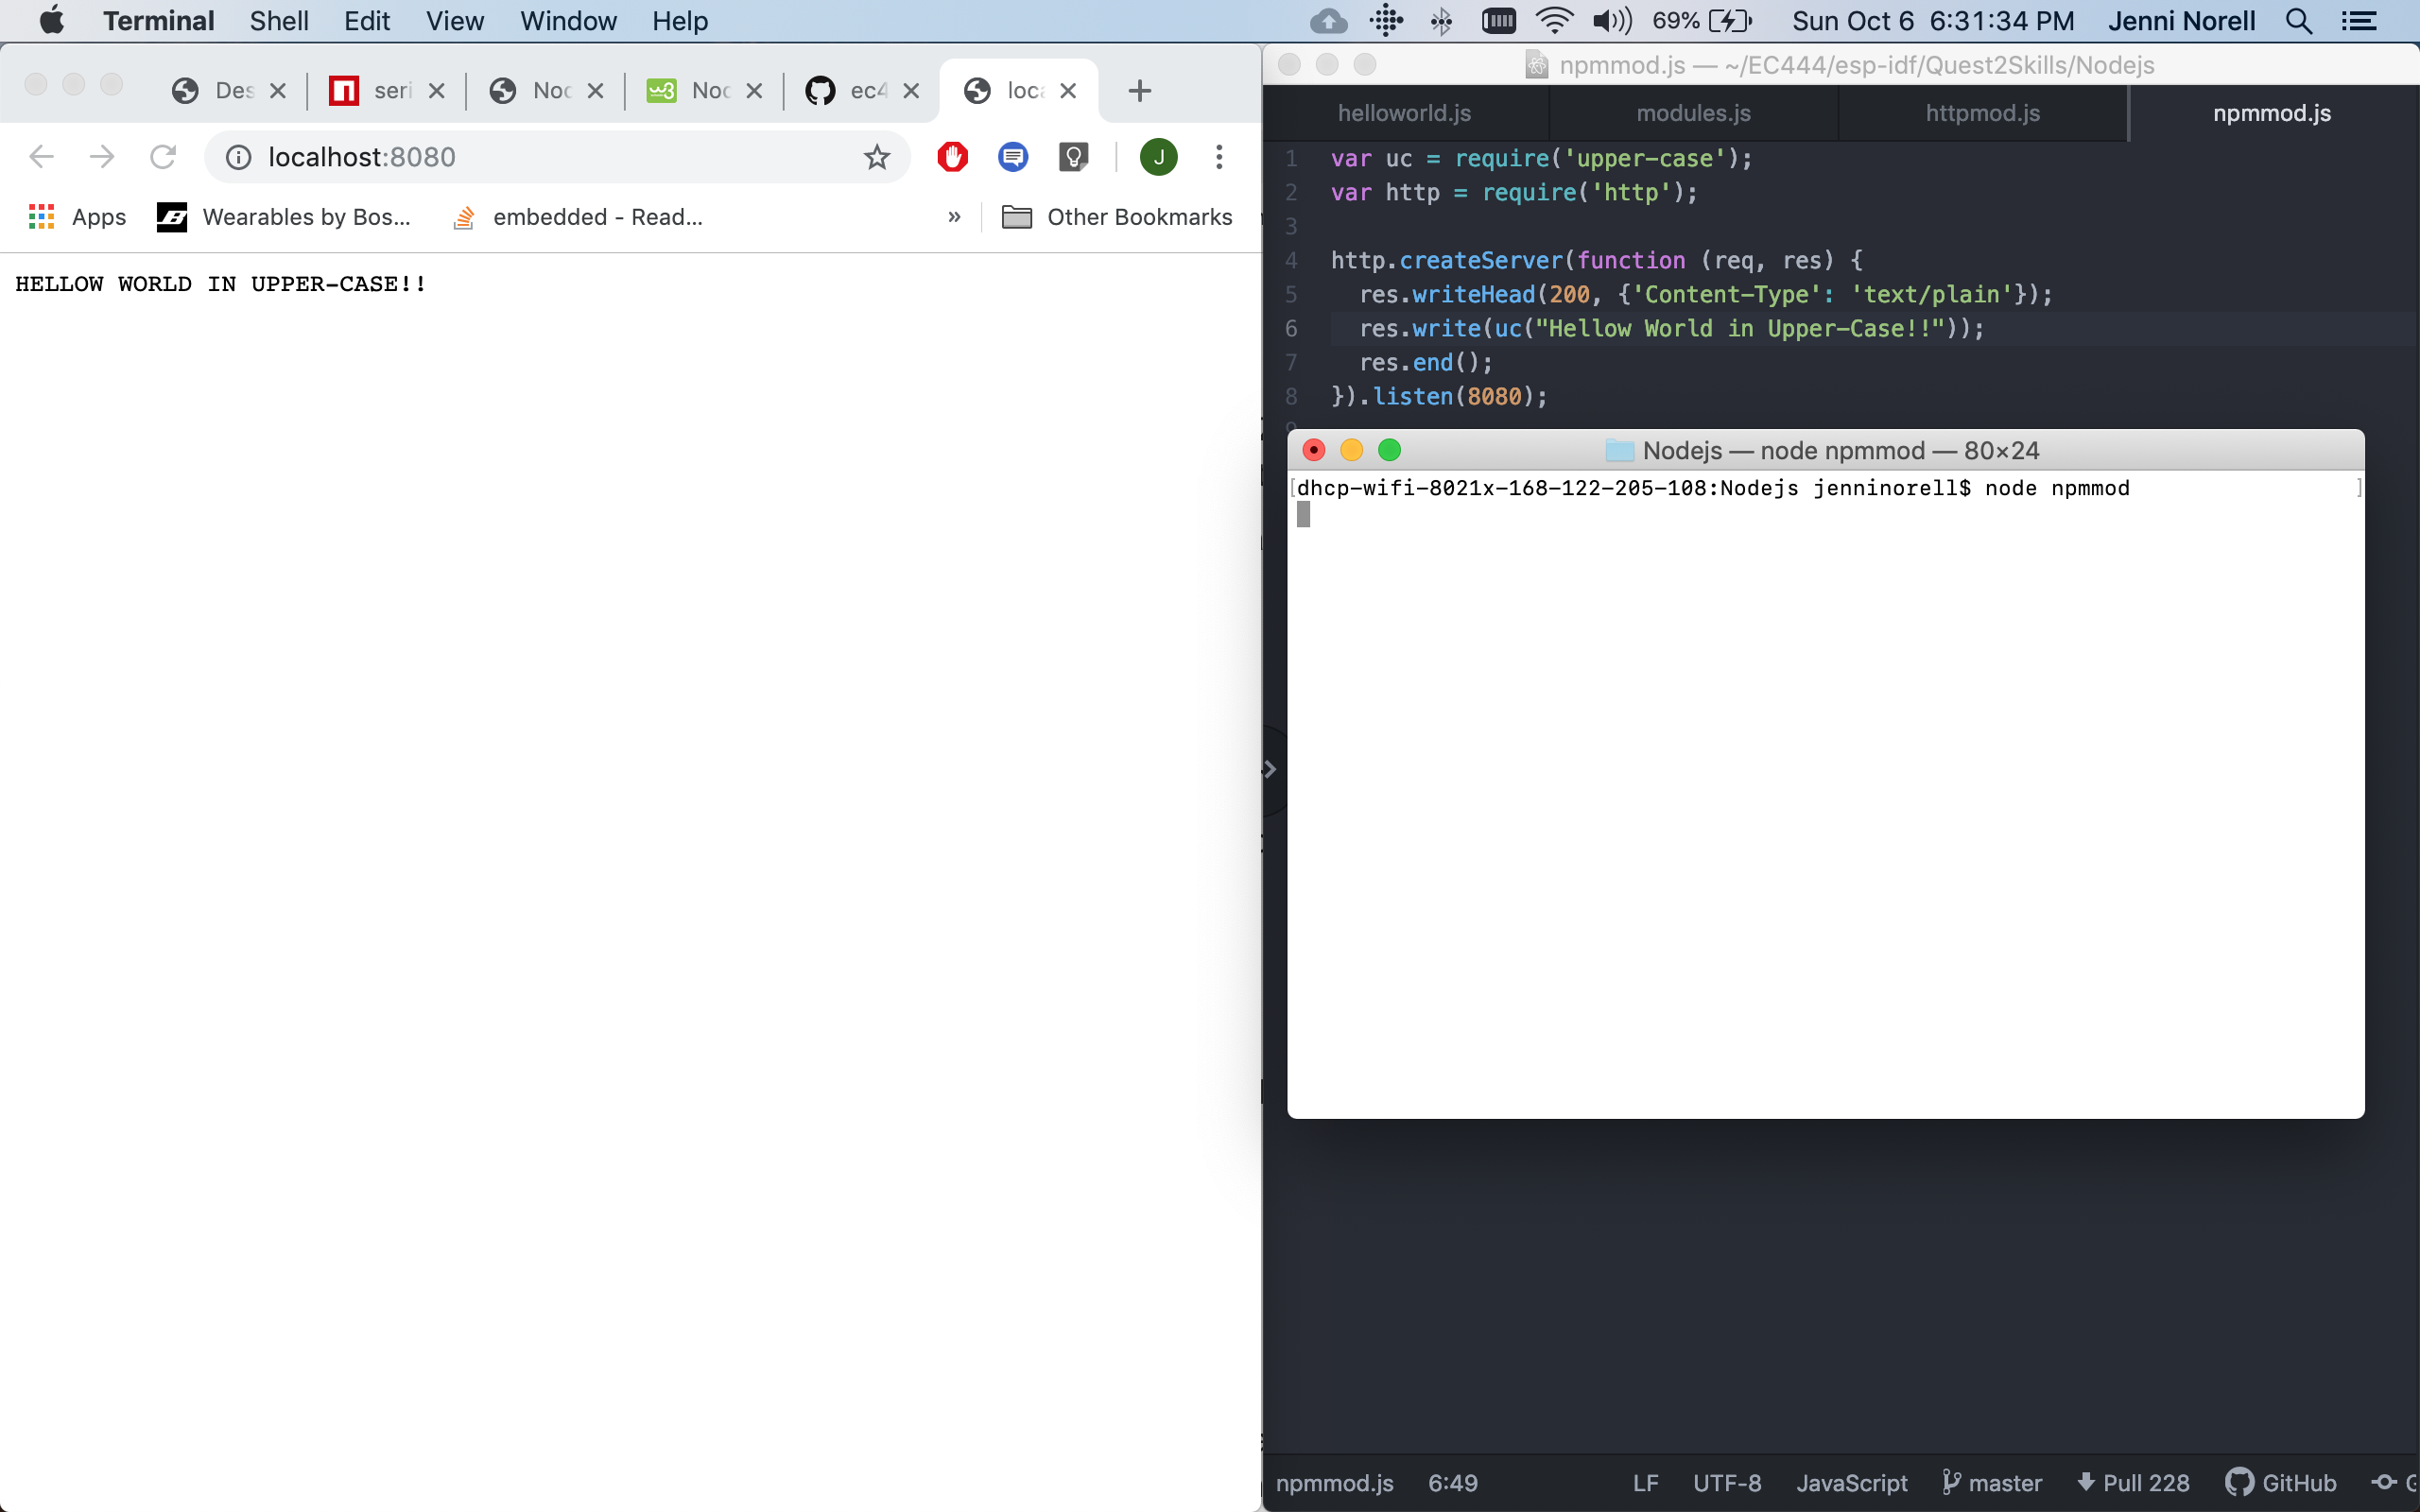 Terminal Shell Edit View Window Help 69% Sun Oct 6 6:31:34 PM Jenni Norell
Des seri Noc Noc ec4 loca
localhost:8080 J
Apps Wearables by Bos... embedded - Read... » Other Bookmarks
HELLOW WORLD IN UPPER-CASE!!
npmmod.js — ~/EC444/esp-idf/Quest2Skills/Nodejs
helloworld.js modules.js httpmod.js npmmod.js
1 var uc = require('upper-case');
2 var http = require('http');
3
4 http.createServer(function (req, res) {
5 res.writeHead(200, {'Content-Type': 'text/plain'});
6 res.write(uc("Hellow World in Upper-Case!!"));
7 res.end();
8 }).listen(8080);
Nodejs — node npmmod — 80×24
[dhcp-wifi-8021x-168-122-205-108:Nodejs jenninorell$ node npmmod ]
npmmod.js 6:49 LF UTF-8 JavaScript master Pull 228 GitHub